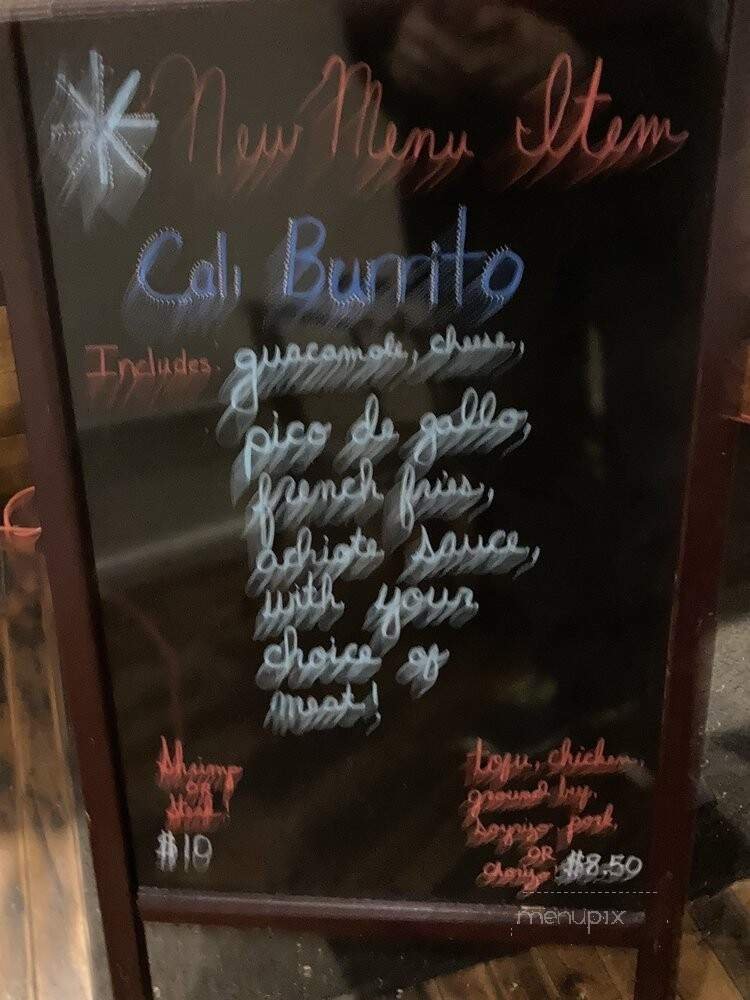 New Menu Item
Cali Burrito
Includes. guacamole, cheese,
pico de gallo,
french fries,
achiote sauce,
with your
choice of
meat!
Shrimp
OR
$10
tofu, chicken,
ground
soyrizo, pork,
OR
$8.50
menupix